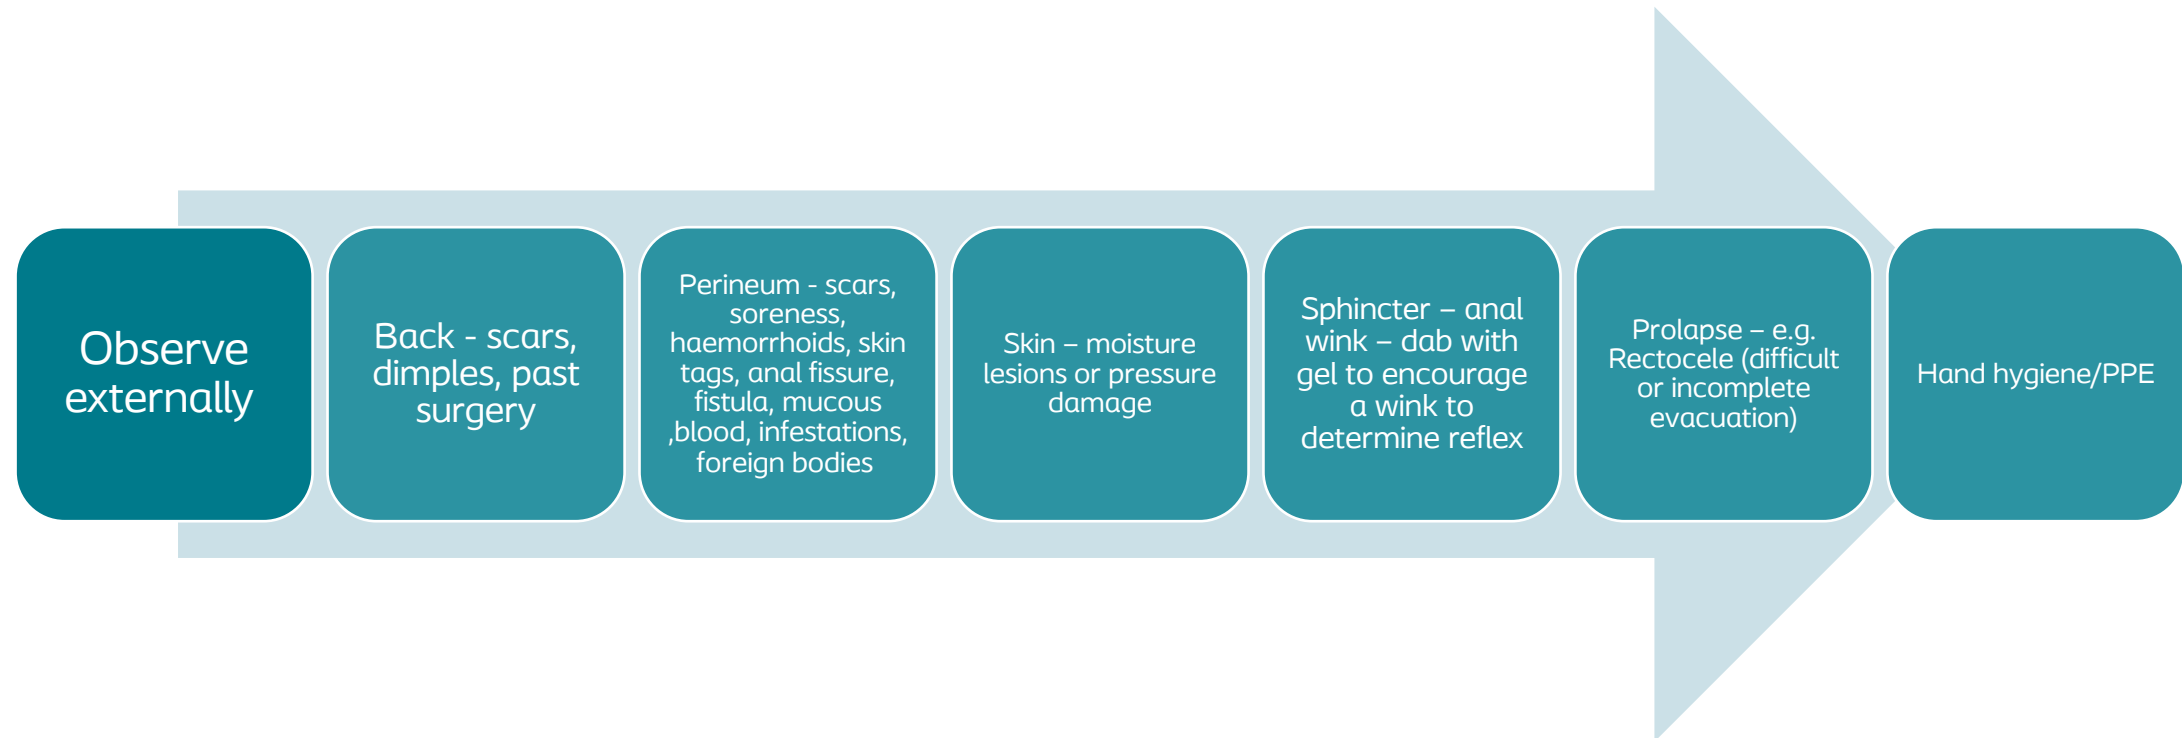 Observe
externally
Back - scars,
dimples, past
surgery
Perineum - scars,
soreness,
haemorrhoids, skin
tags, anal fissure,
fistula, mucous
,blood, infestations,
foreign bodies
Skin – moisture
lesions or pressure
damage
Sphincter – anal
wink – dab with
gel to encourage
a wink to
determine reflex
Prolapse – e.g.
Rectocele (difficult
or incomplete
evacuation)
Hand hygiene/PPE